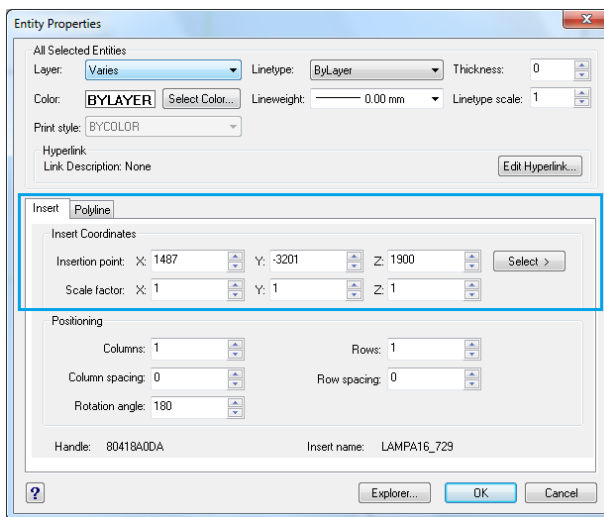 Entity Properties
All Selected Entities
Layer: Varies Linetype: ByLayer Thickness: 0
Color: BYLAYER Select Color... Lineweight: 0.00 mm Linetype scale: 1
Print style: BYCOLOR
Hyperlink
Link Description: None Edit Hyperlink...
Insert Polyline
Insert Coordinates
Insertion point: X: 1487 Y: -3201 Z: 1900 Select >
Scale factor: X: 1 Y: 1 Z: 1
Positioning
Columns: 1 Rows: 1
Column spacing: 0 Row spacing: 0
Rotation angle: 180
Handle: 80418A0DA Insert name: LAMPA16_729
? Explorer... OK Cancel